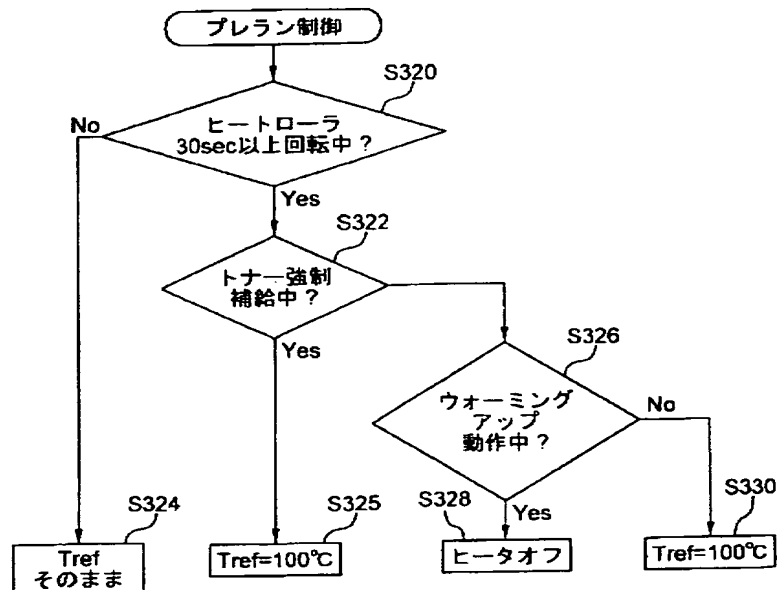 プレラン制御
S320
No
ヒートローラ
30sec以上回転中？
Yes
S322
トナー強制
補給中？
Yes
S326
ウォーミング
アップ
動作中？
No
S324
S325
S328
Yes
S330
Tref
そのまま
Tref=100℃
ヒータオフ
Tref=100℃